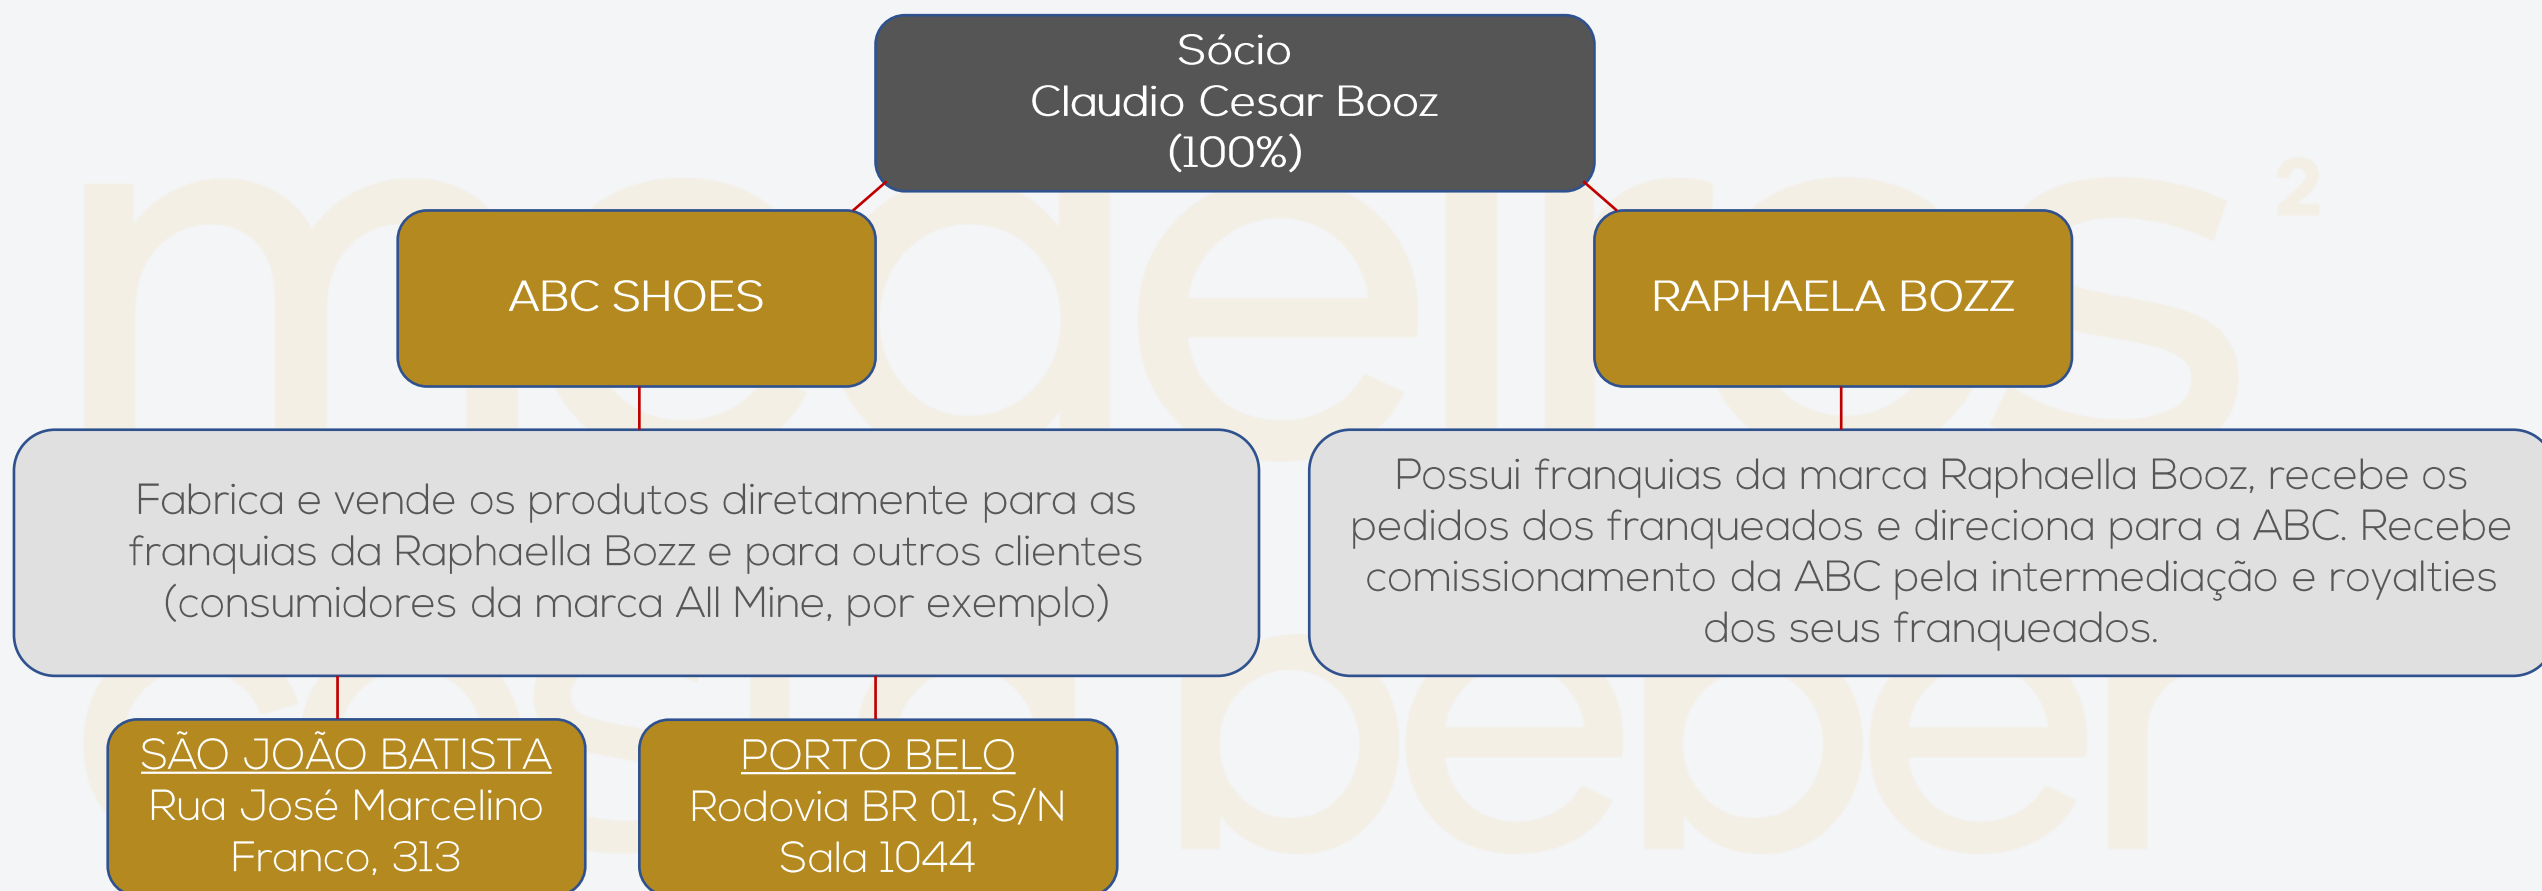 Sócio
Claudio Cesar Booz
(100%)
ABC SHOES
RAPHAELA BOZZ
Fabrica e vende os produtos diretamente para as
franquias da Raphaella Bozz e para outros clientes
(consumidores da marca All Mine, por exemplo)
Possui franquias da marca Raphaella Booz, recebe os
pedidos dos franqueados e direciona para a ABC. Recebe
comissionamento da ABC pela intermediação e royalties
dos seus franqueados.
SÃO JOÃO BATISTA
Rua José Marcelino
Franco, 313
PORTO BELO
Rodovia BR 01, S/N
Sala 1044
medeiros²
costa beber